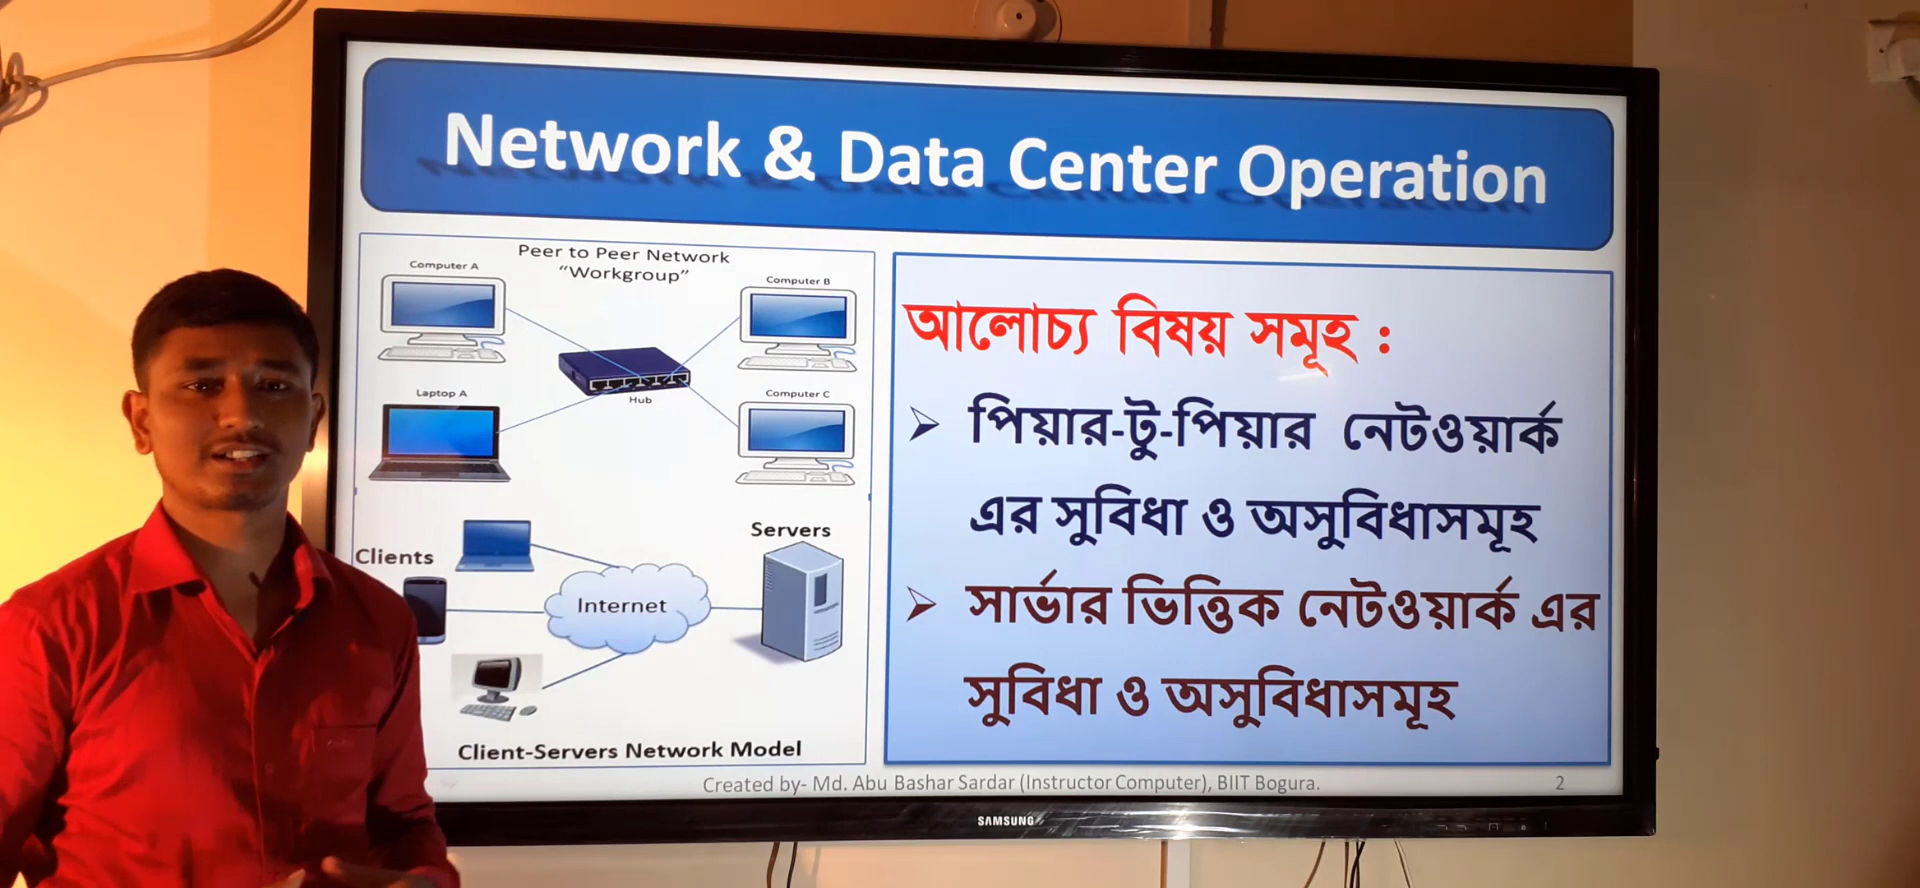 Network & Data Center Operation
Peer to Peer Network
“Workgroup”
Computer A
Computer B
Hub
Laptop A
Computer C
Clients
Servers
Internet
Client-Servers Network Model
আলোচ্য বিষয় সমূহ :
➢ পিয়ার-টু-পিয়ার নেটওয়ার্ক
এর সুবিধা ও অসুবিধাসমূহ
➢ সার্ভার ভিত্তিক নেটওয়ার্ক এর
সুবিধা ও অসুবিধাসমূহ
Created by- Md. Abu Bashar Sardar (Instructor Computer), BIIT Bogura.
2
SAMSUNG